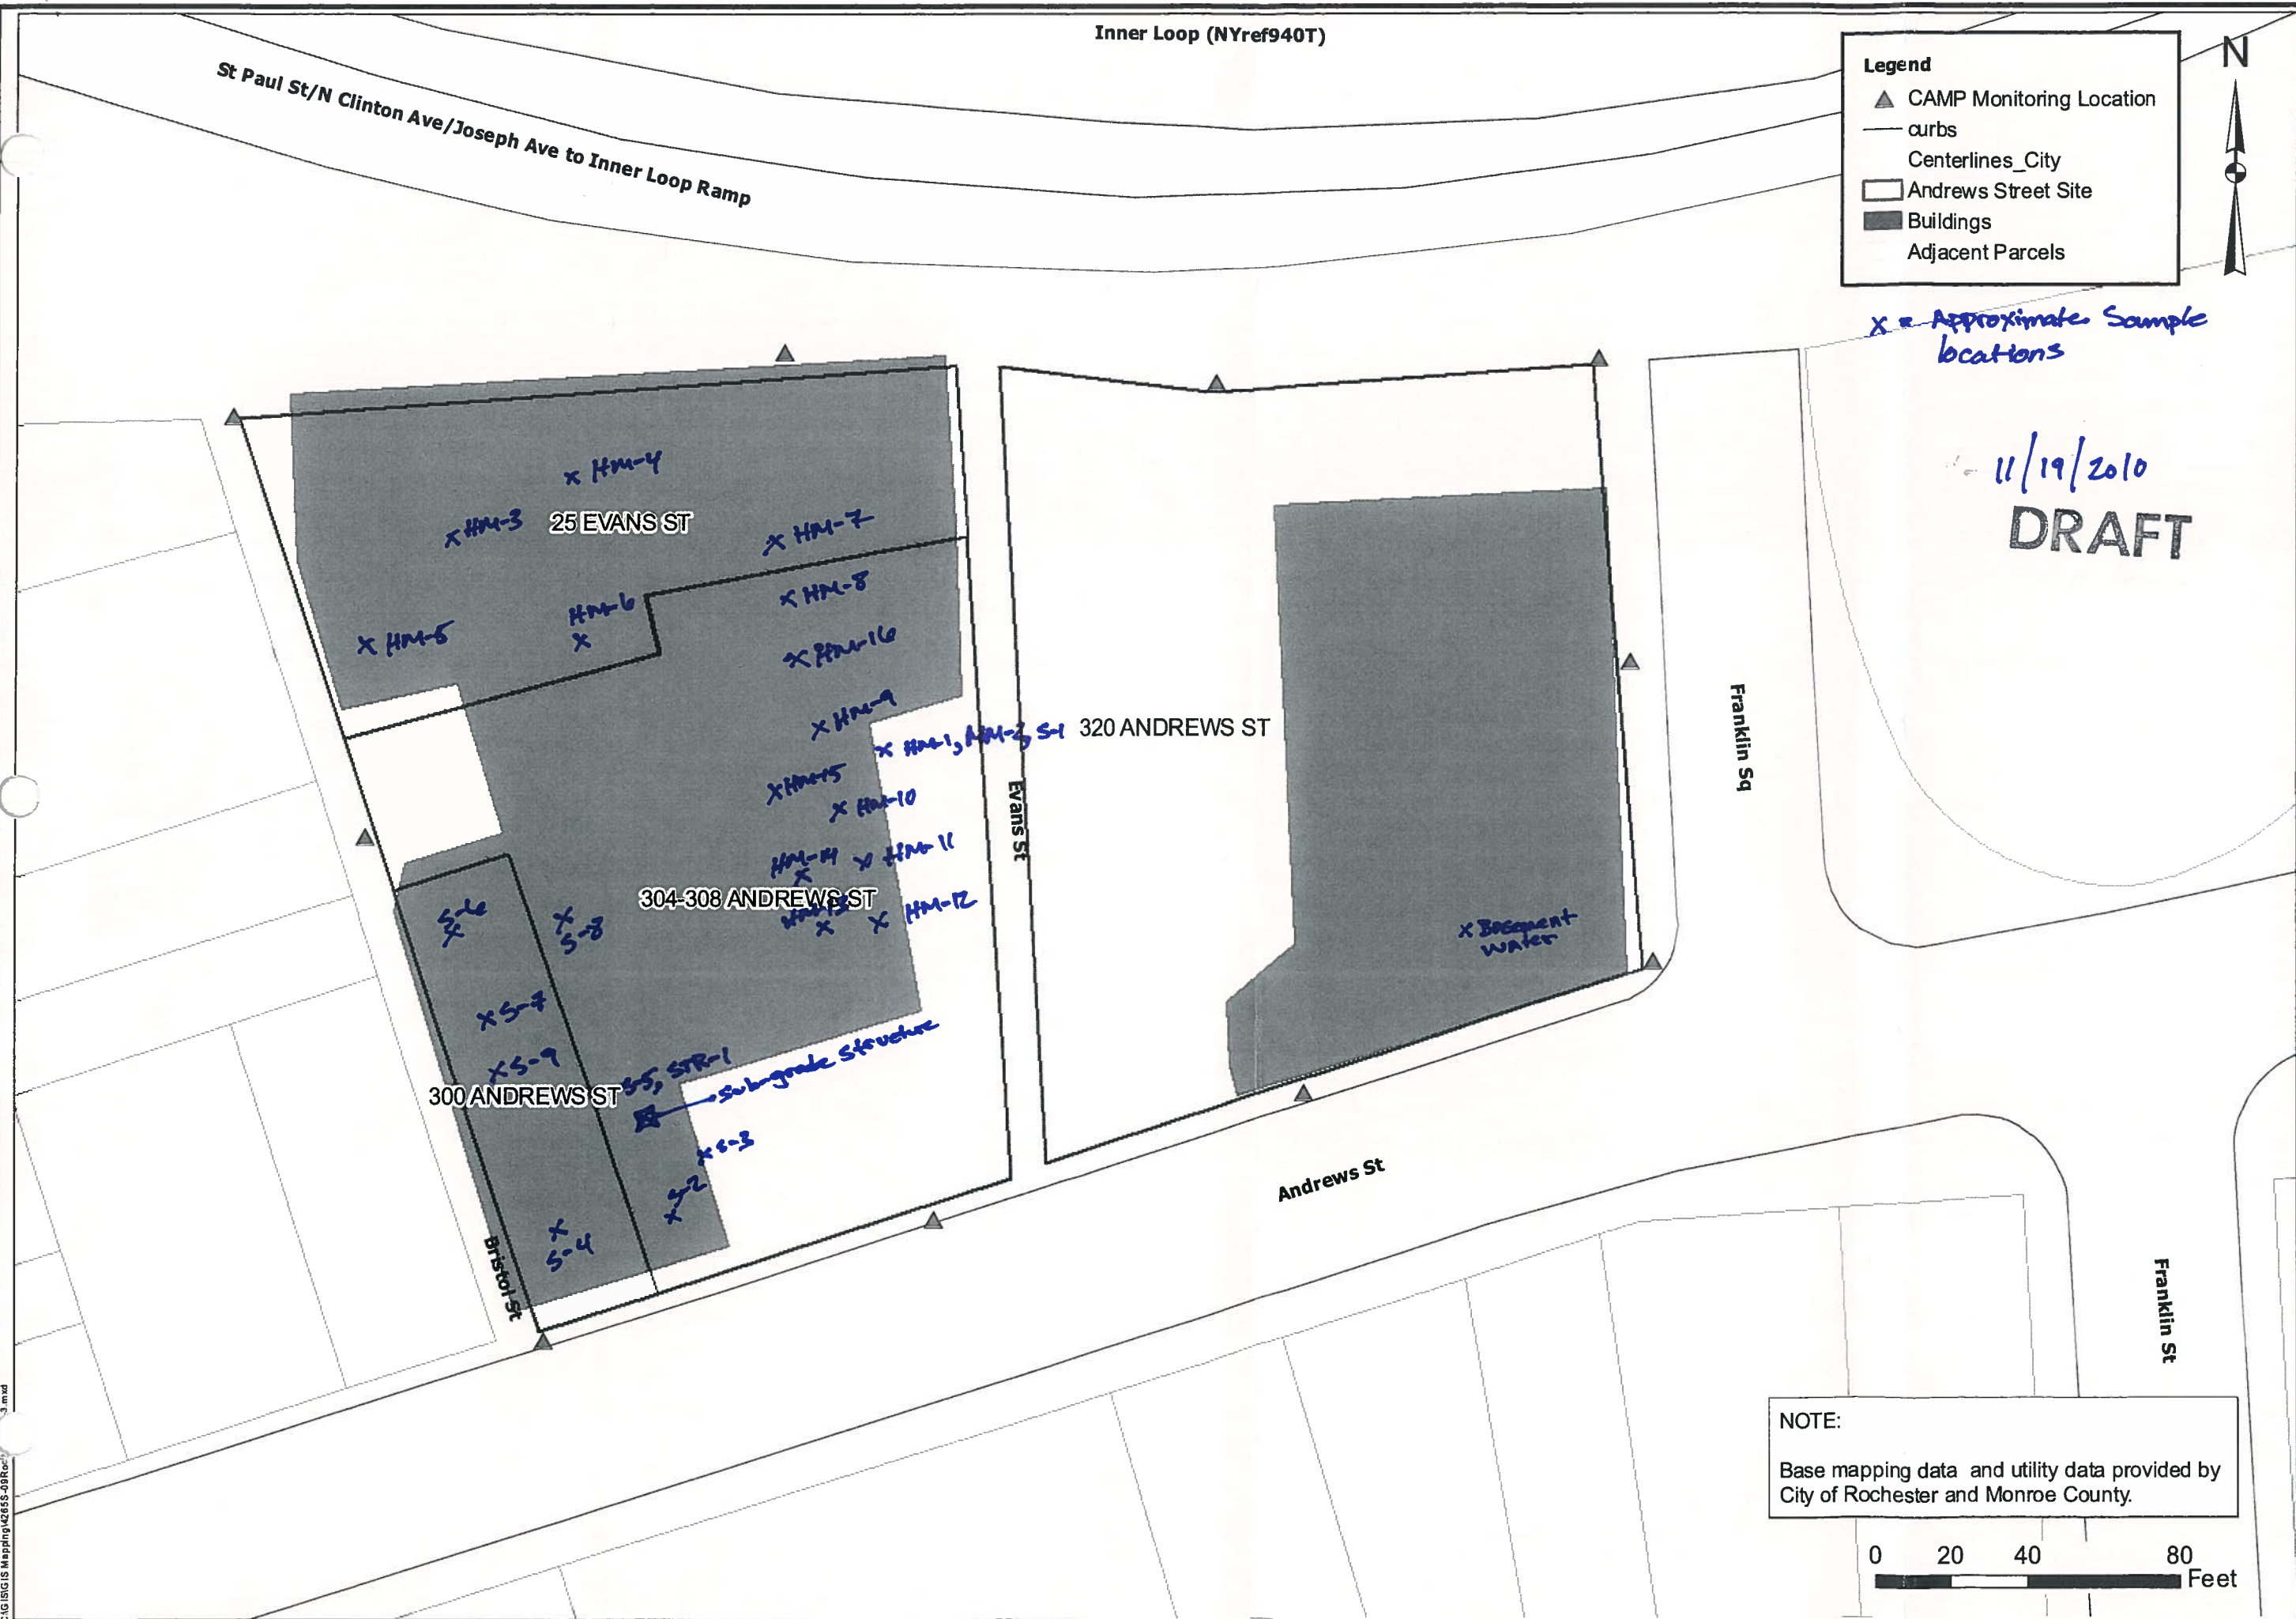 Inner Loop (NYref940T)
St Paul St/N Clinton Ave/Joseph Ave to Inner Loop Ramp
Legend
CAMP Monitoring Location
curbs
Centerlines_City
Andrews Street Site
Buildings
Adjacent Parcels
N
x = Approximate Sample
locations
11/19/2010
DRAFT
x HM-4
x HM-3
25 EVANS ST
x HM-7
x HM-8
HM-6
x
x HM-5
x HM-16
x HM-9
x HM-1, HM-2, S-1
320 ANDREWS ST
Franklin Sq
x HM-15
x HM-10
Evans St
HM-14
x
x HM-11
304-308 ANDREWS ST
HM-13
x
x HM-12
S-6
x
x
S-8
x Basement
water
x S-7
x S-9
300 ANDREWS ST
S-5, STR-1
sub-grade structure
x S-3
S-2
x
x
S-4
Bristol St
Andrews St
Franklin St
NOTE:
Base mapping data and utility data provided by
City of Rochester and Monroe County.
0 20 40 80
Feet